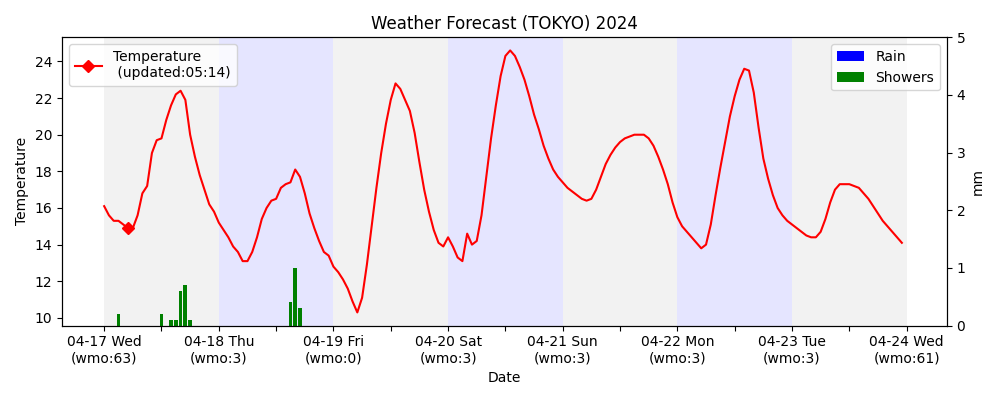 Weather Forecast (TOKYO) 2024
Temperature
(updated:05:14)
Rain
Showers
Temperature
24
22
20
18
16
14
12
10
5
4
3
2
1
0
mm
04-17 Wed
(wmo:63)
04-18 Thu
(wmo:3)
04-19 Fri
(wmo:0)
04-20 Sat
(wmo:3)
04-21 Sun
(wmo:3)
04-22 Mon
(wmo:3)
04-23 Tue
(wmo:3)
04-24 Wed
(wmo:61)
Date